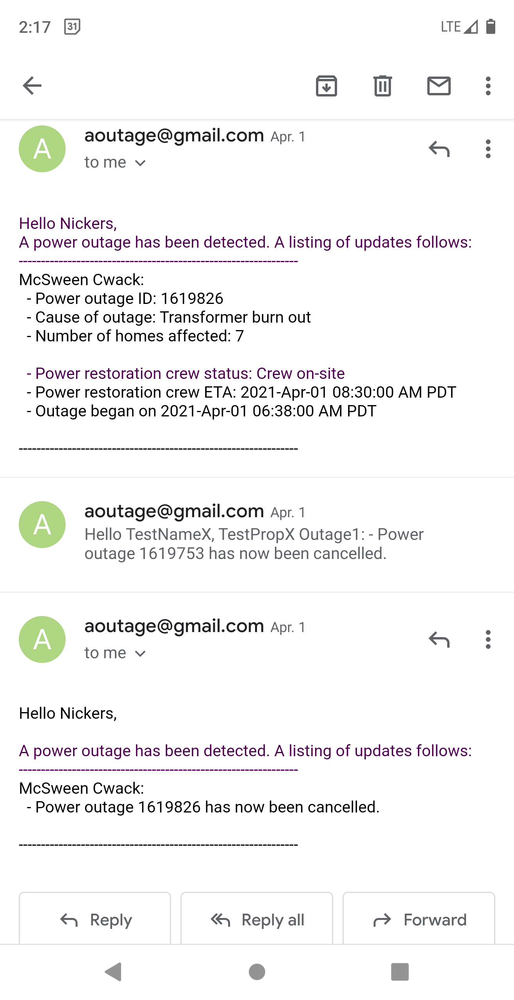 2:17 31 LTE
A aoutage@gmail.com Apr. 1
to me
Hello Nickers,
A power outage has been detected. A listing of updates follows:
---------------------------------------------------------------
McSween Cwack:
- Power outage ID: 1619826
- Cause of outage: Transformer burn out
- Number of homes affected: 7
- Power restoration crew status: Crew on-site
- Power restoration crew ETA: 2021-Apr-01 08:30:00 AM PDT
- Outage began on 2021-Apr-01 06:38:00 AM PDT
---------------------------------------------------------------
A aoutage@gmail.com Apr. 1
Hello TestNameX, TestPropX Outage1: - Power
outage 1619753 has now been cancelled.
A aoutage@gmail.com Apr. 1
to me
Hello Nickers,
A power outage has been detected. A listing of updates follows:
---------------------------------------------------------------
McSween Cwack:
- Power outage 1619826 has now been cancelled.
---------------------------------------------------------------
Reply Reply all Forward